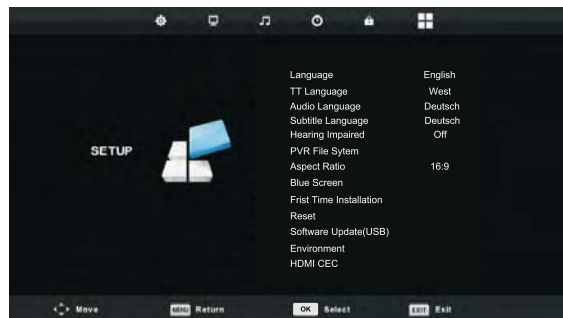 SETUP
Language English
TT Language West
Audio Language Deutsch
Subtitle Language Deutsch
Hearing Impaired Off
PVR File Sytem
Aspect Ratio 16:9
Blue Screen
Frist Time Installation
Reset
Software Update(USB)
Environment
HDMI CEC
Move MENU Return OK Select EXIT Exit